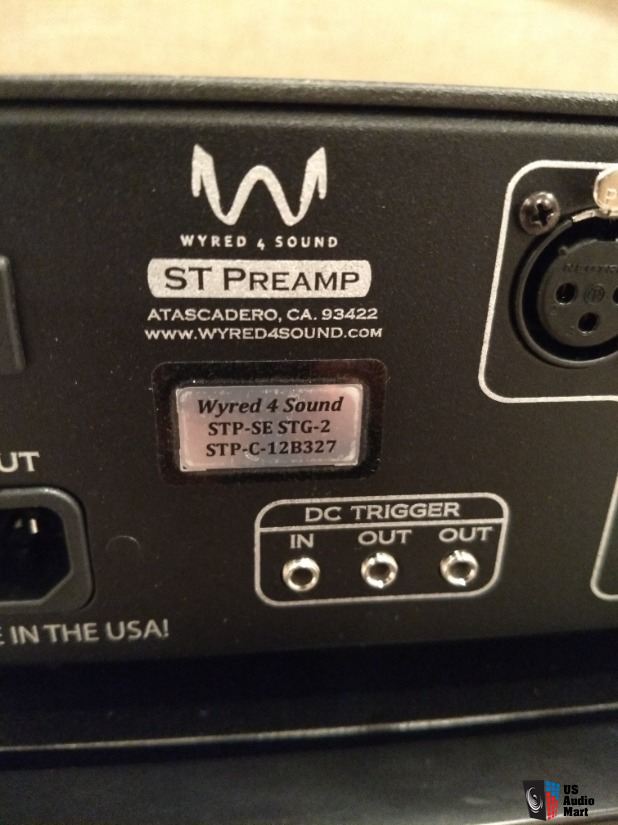 WYRED 4 SOUND
ST PREAMP
ATASCADERO, CA. 93422
WWW.WYRED4SOUND.COM
Wyred 4 Sound
STP-SE STG-2
STP-C-12B327
UT
DC TRIGGER
IN OUT OUT
E IN THE USA!
P
NEUTR
US
Audio
Mart